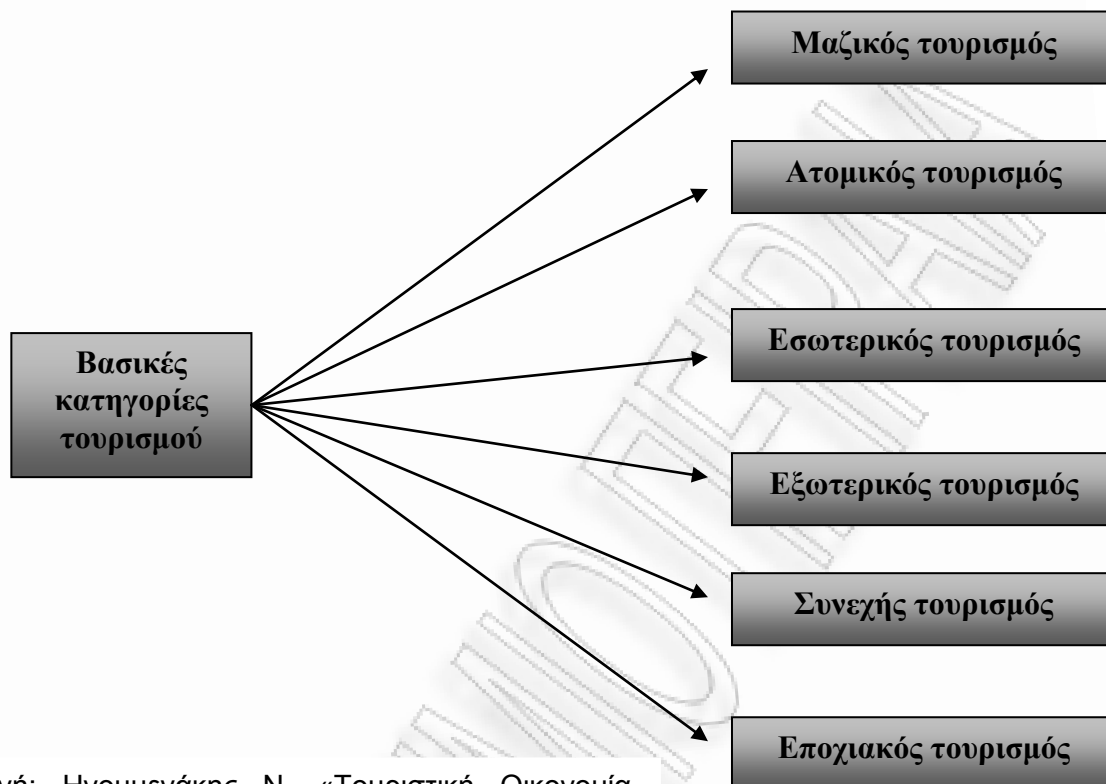 Μαζικός τουρισμός
Ατομικός τουρισμός
Εσωτερικός τουρισμός
Βασικές
κατηγορίες
τουρισμού
Εξωτερικός τουρισμός
Συνεχής τουρισμός
Εποχιακός τουρισμός